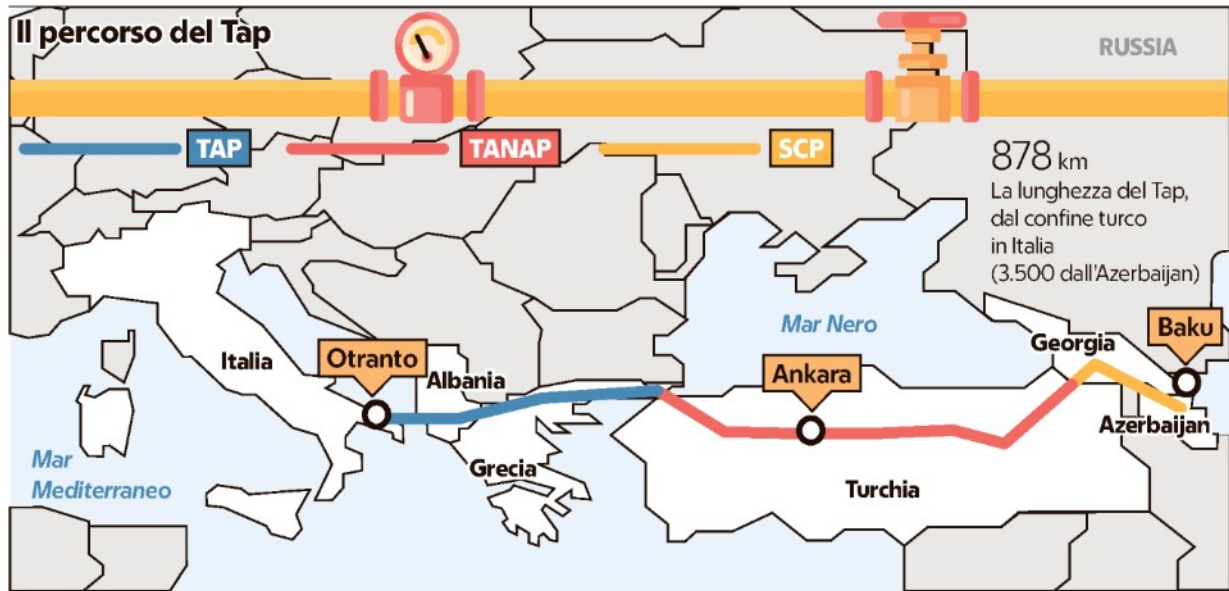 Il percorso del Tap
RUSSIA
TAP
TANAP
SCP
878 km
La lunghezza del Tap,
dal confine turco
in Italia
(3.500 dall'Azerbaijan)
Mar Nero
Baku
Georgia
Italia
Otranto
Albania
Ankara
Azerbaijan
Mar
Mediterraneo
Grecia
Turchia